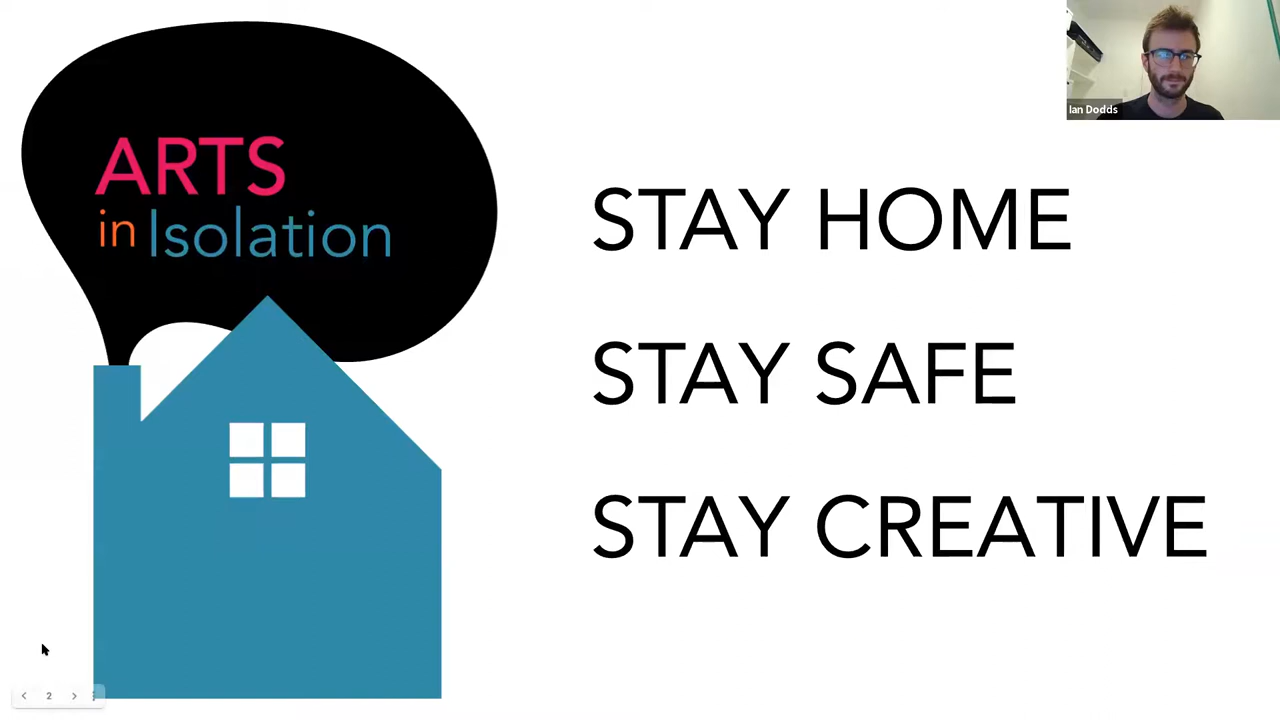 ARTS
in Isolation
STAY HOME
STAY SAFE
STAY CREATIVE
Ian Dodds
2